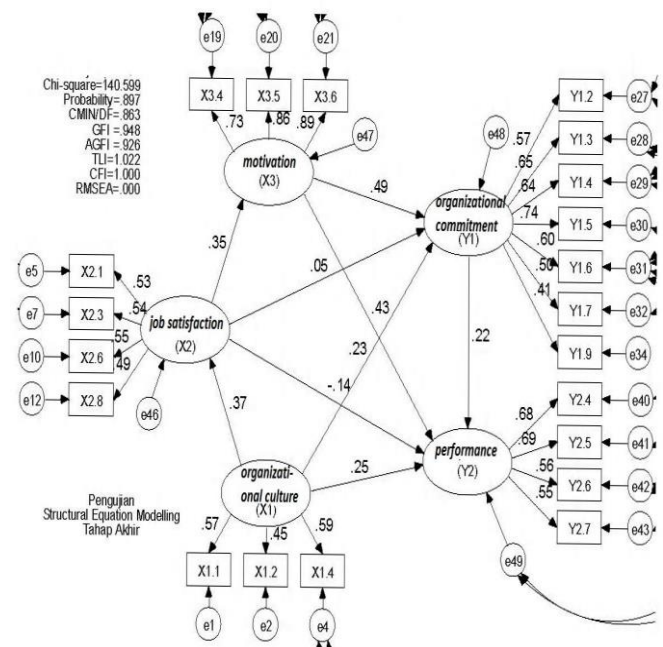 e19
e20
e21
Chi-square=140.599
Probability=.897
CMIN/DF=.863
GFI=.948
AGFI=.926
TLI=1.022
CFI=1.000
RMSEA=.000
X3.4
X3.5
X3.6
.73
.86
.89
motivation
(X3)
e47
e48
.49
organizational
commitment
(Y1)
Y1.2
Y1.3
Y1.4
Y1.5
Y1.6
Y1.7
Y1.9
.57
.65
.64
.74
.60
.50
.41
e27
e28
e29
e30
e31
e32
e34
.35
.05
.43
.23
.22
e5
e7
e10
e12
X2.1
X2.3
X2.6
X2.8
.53
.54
.55
.49
job satisfaction
(X2)
e46
-.14
.37
.25
performance
(Y2)
Y2.4
Y2.5
Y2.6
Y2.7
.68
.69
.56
.55
e40
e41
e42
e43
e49
organizati-
onal culture
(X1)
Pengujian
Structural Equation Modelling
Tahap Akhir
.57
.45
.59
X1.1
X1.2
X1.4
e1
e2
e4